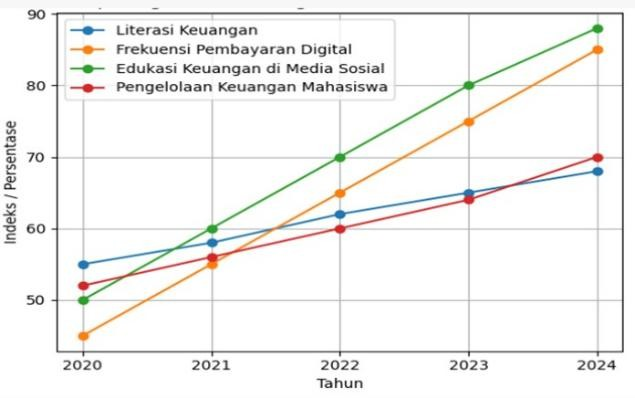 Literasi Keuangan
Frekuensi Pembayaran Digital
Edukasi Keuangan di Media Sosial
Pengelolaan Keuangan Mahasiswa
Indeks / Persentase
90
80
70
60
50
2020 2021 2022 2023 2024
Tahun